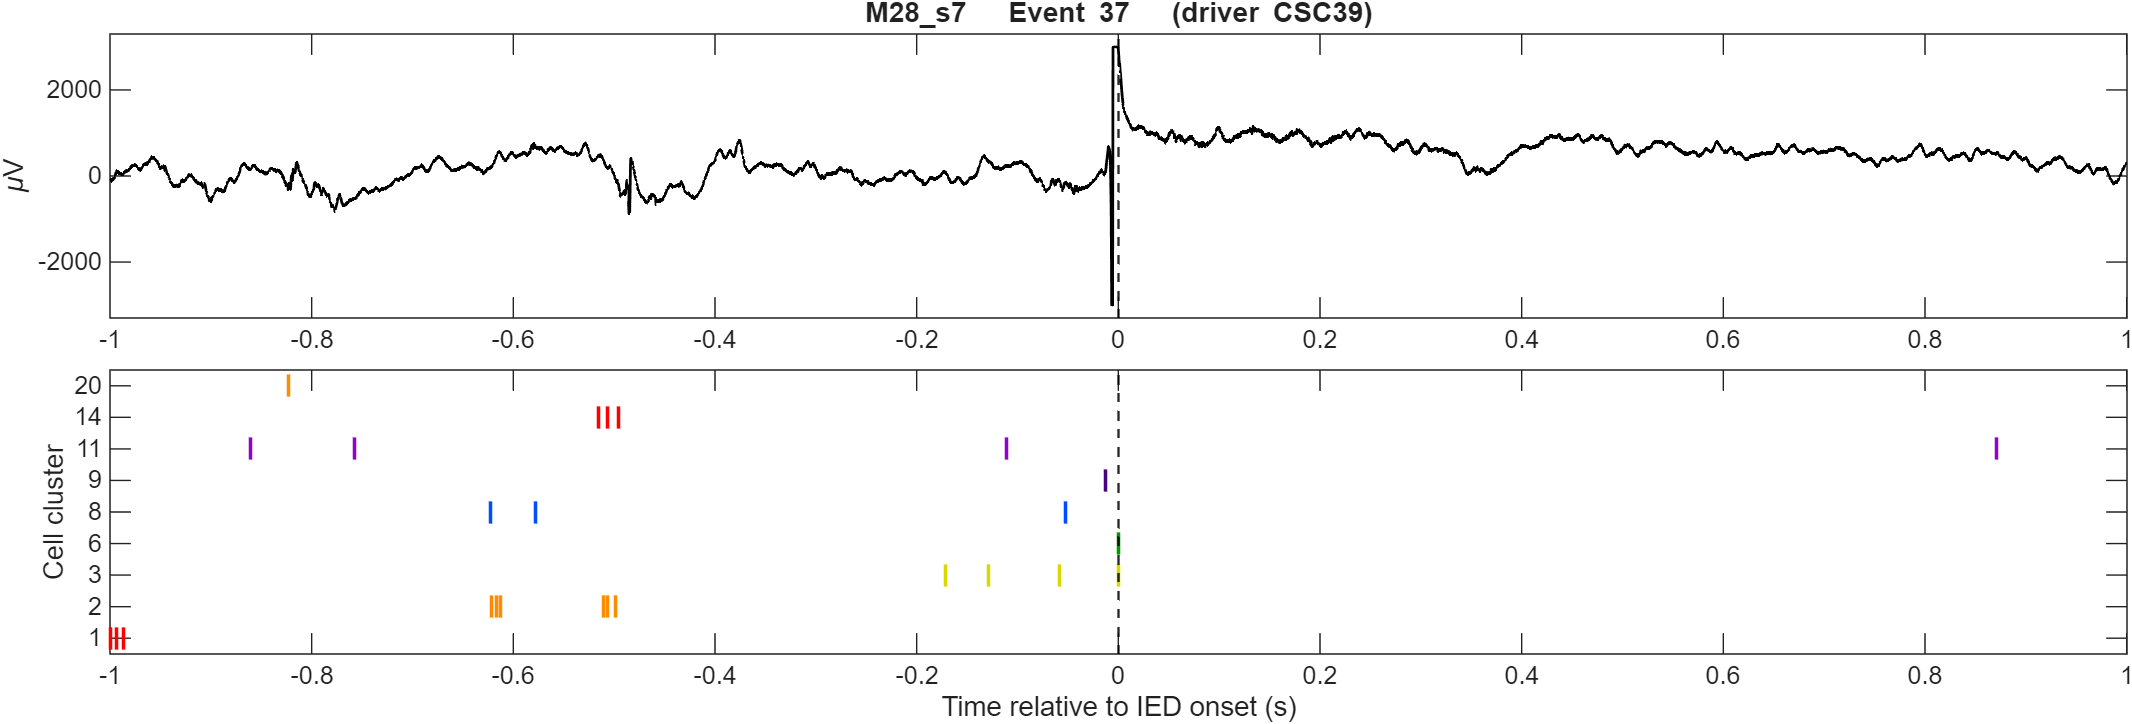 M28_s7 Event 37 (driver CSC39)
µV
2000
0
-2000
-1 -0.8 -0.6 -0.4 -0.2 0 0.2 0.4 0.6 0.8 1
Cell cluster
20
14
11
9
8
6
3
2
1
-1 -0.8 -0.6 -0.4 -0.2 0 0.2 0.4 0.6 0.8 1
Time relative to IED onset (s)